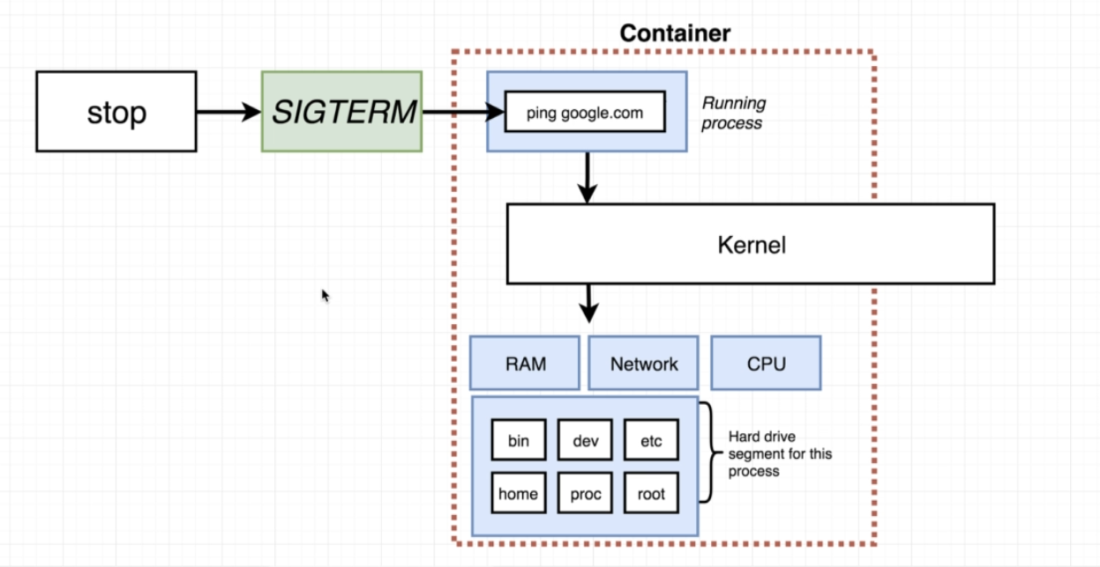 Container
stop
SIGTERM
ping google.com
Running
process
Kernel
RAM
Network
CPU
bin
dev
etc
home
proc
root
Hard drive
segment for this
process